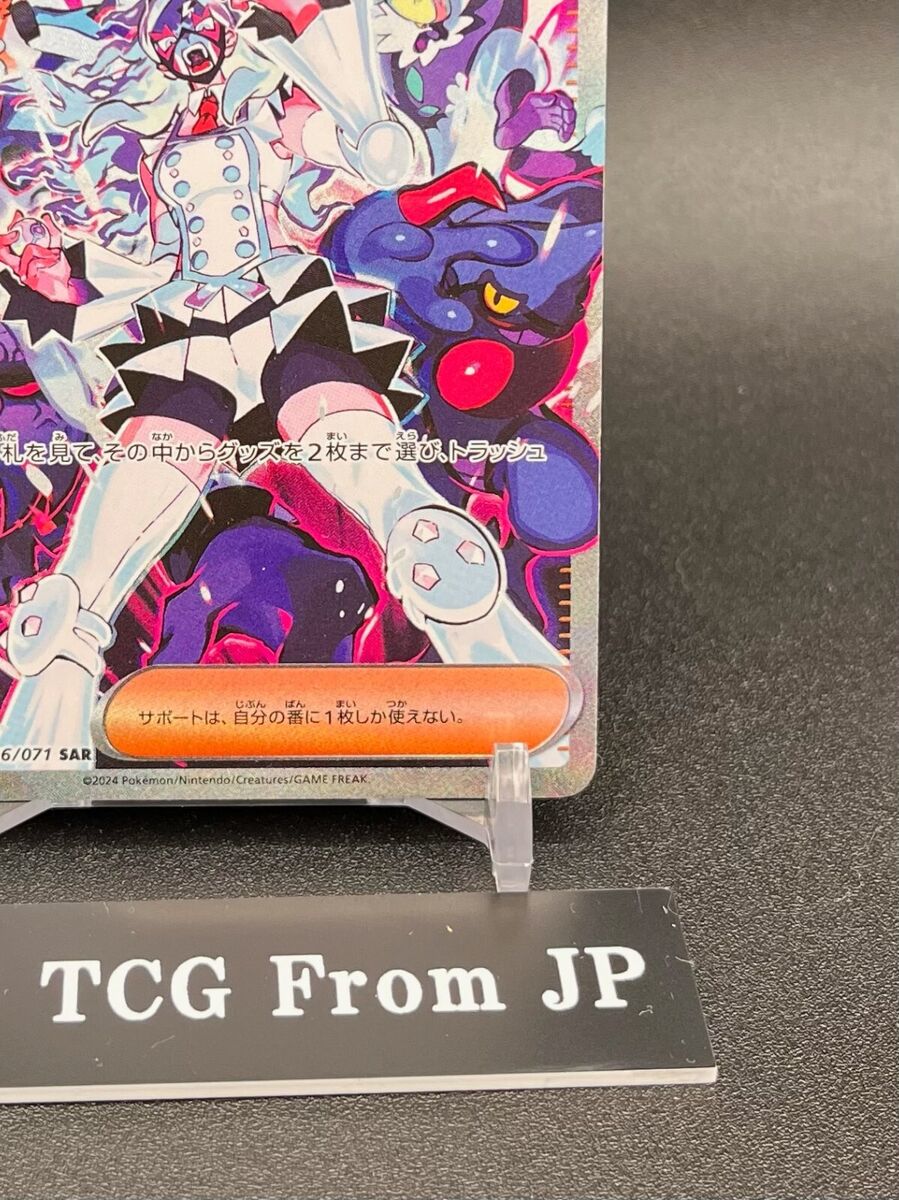 札を見て、その中からグッズを2枚まで選び、トラッシュ
サポートは、自分の番に1枚しか使えない。
6/071 SAR
©2024 Pokémon/Nintendo/Creatures/GAME FREAK.
TCG From JP